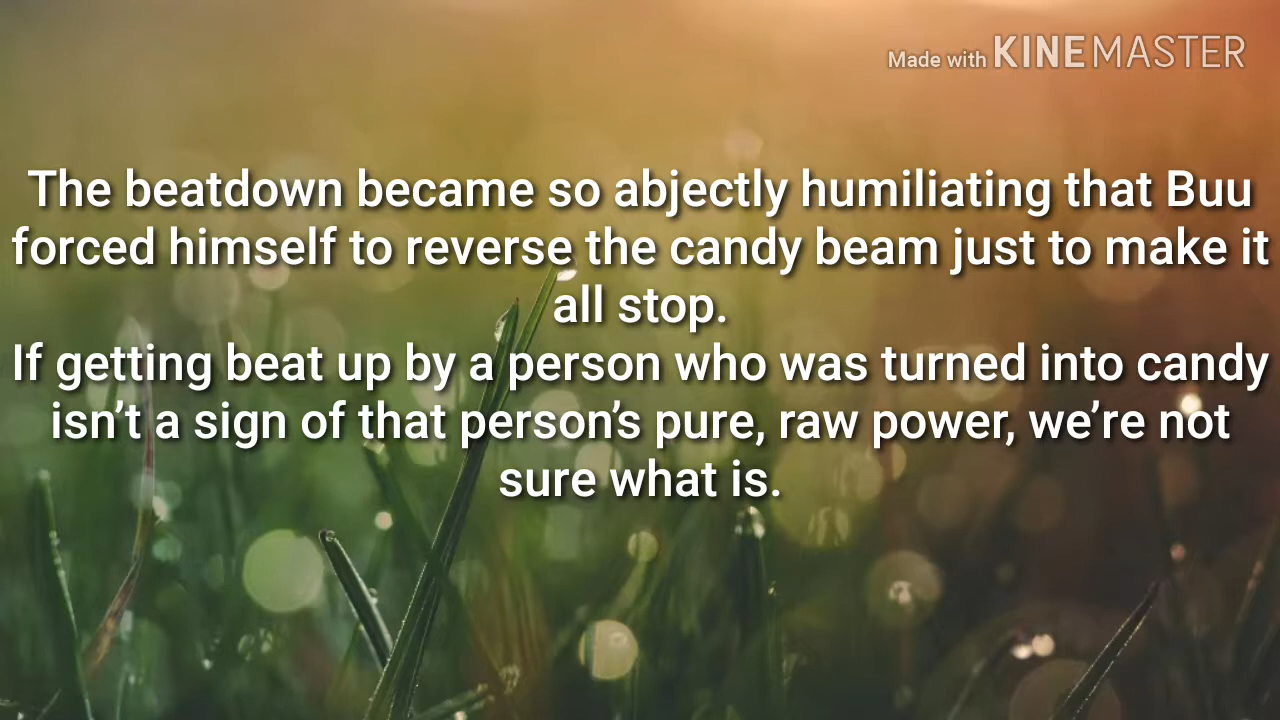 Made with KINEMASTER
The beatdown became so abjectly humiliating that Buu
forced himself to reverse the candy beam just to make it
all stop.
If getting beat up by a person who was turned into candy
isn’t a sign of that person’s pure, raw power, we’re not
sure what is.